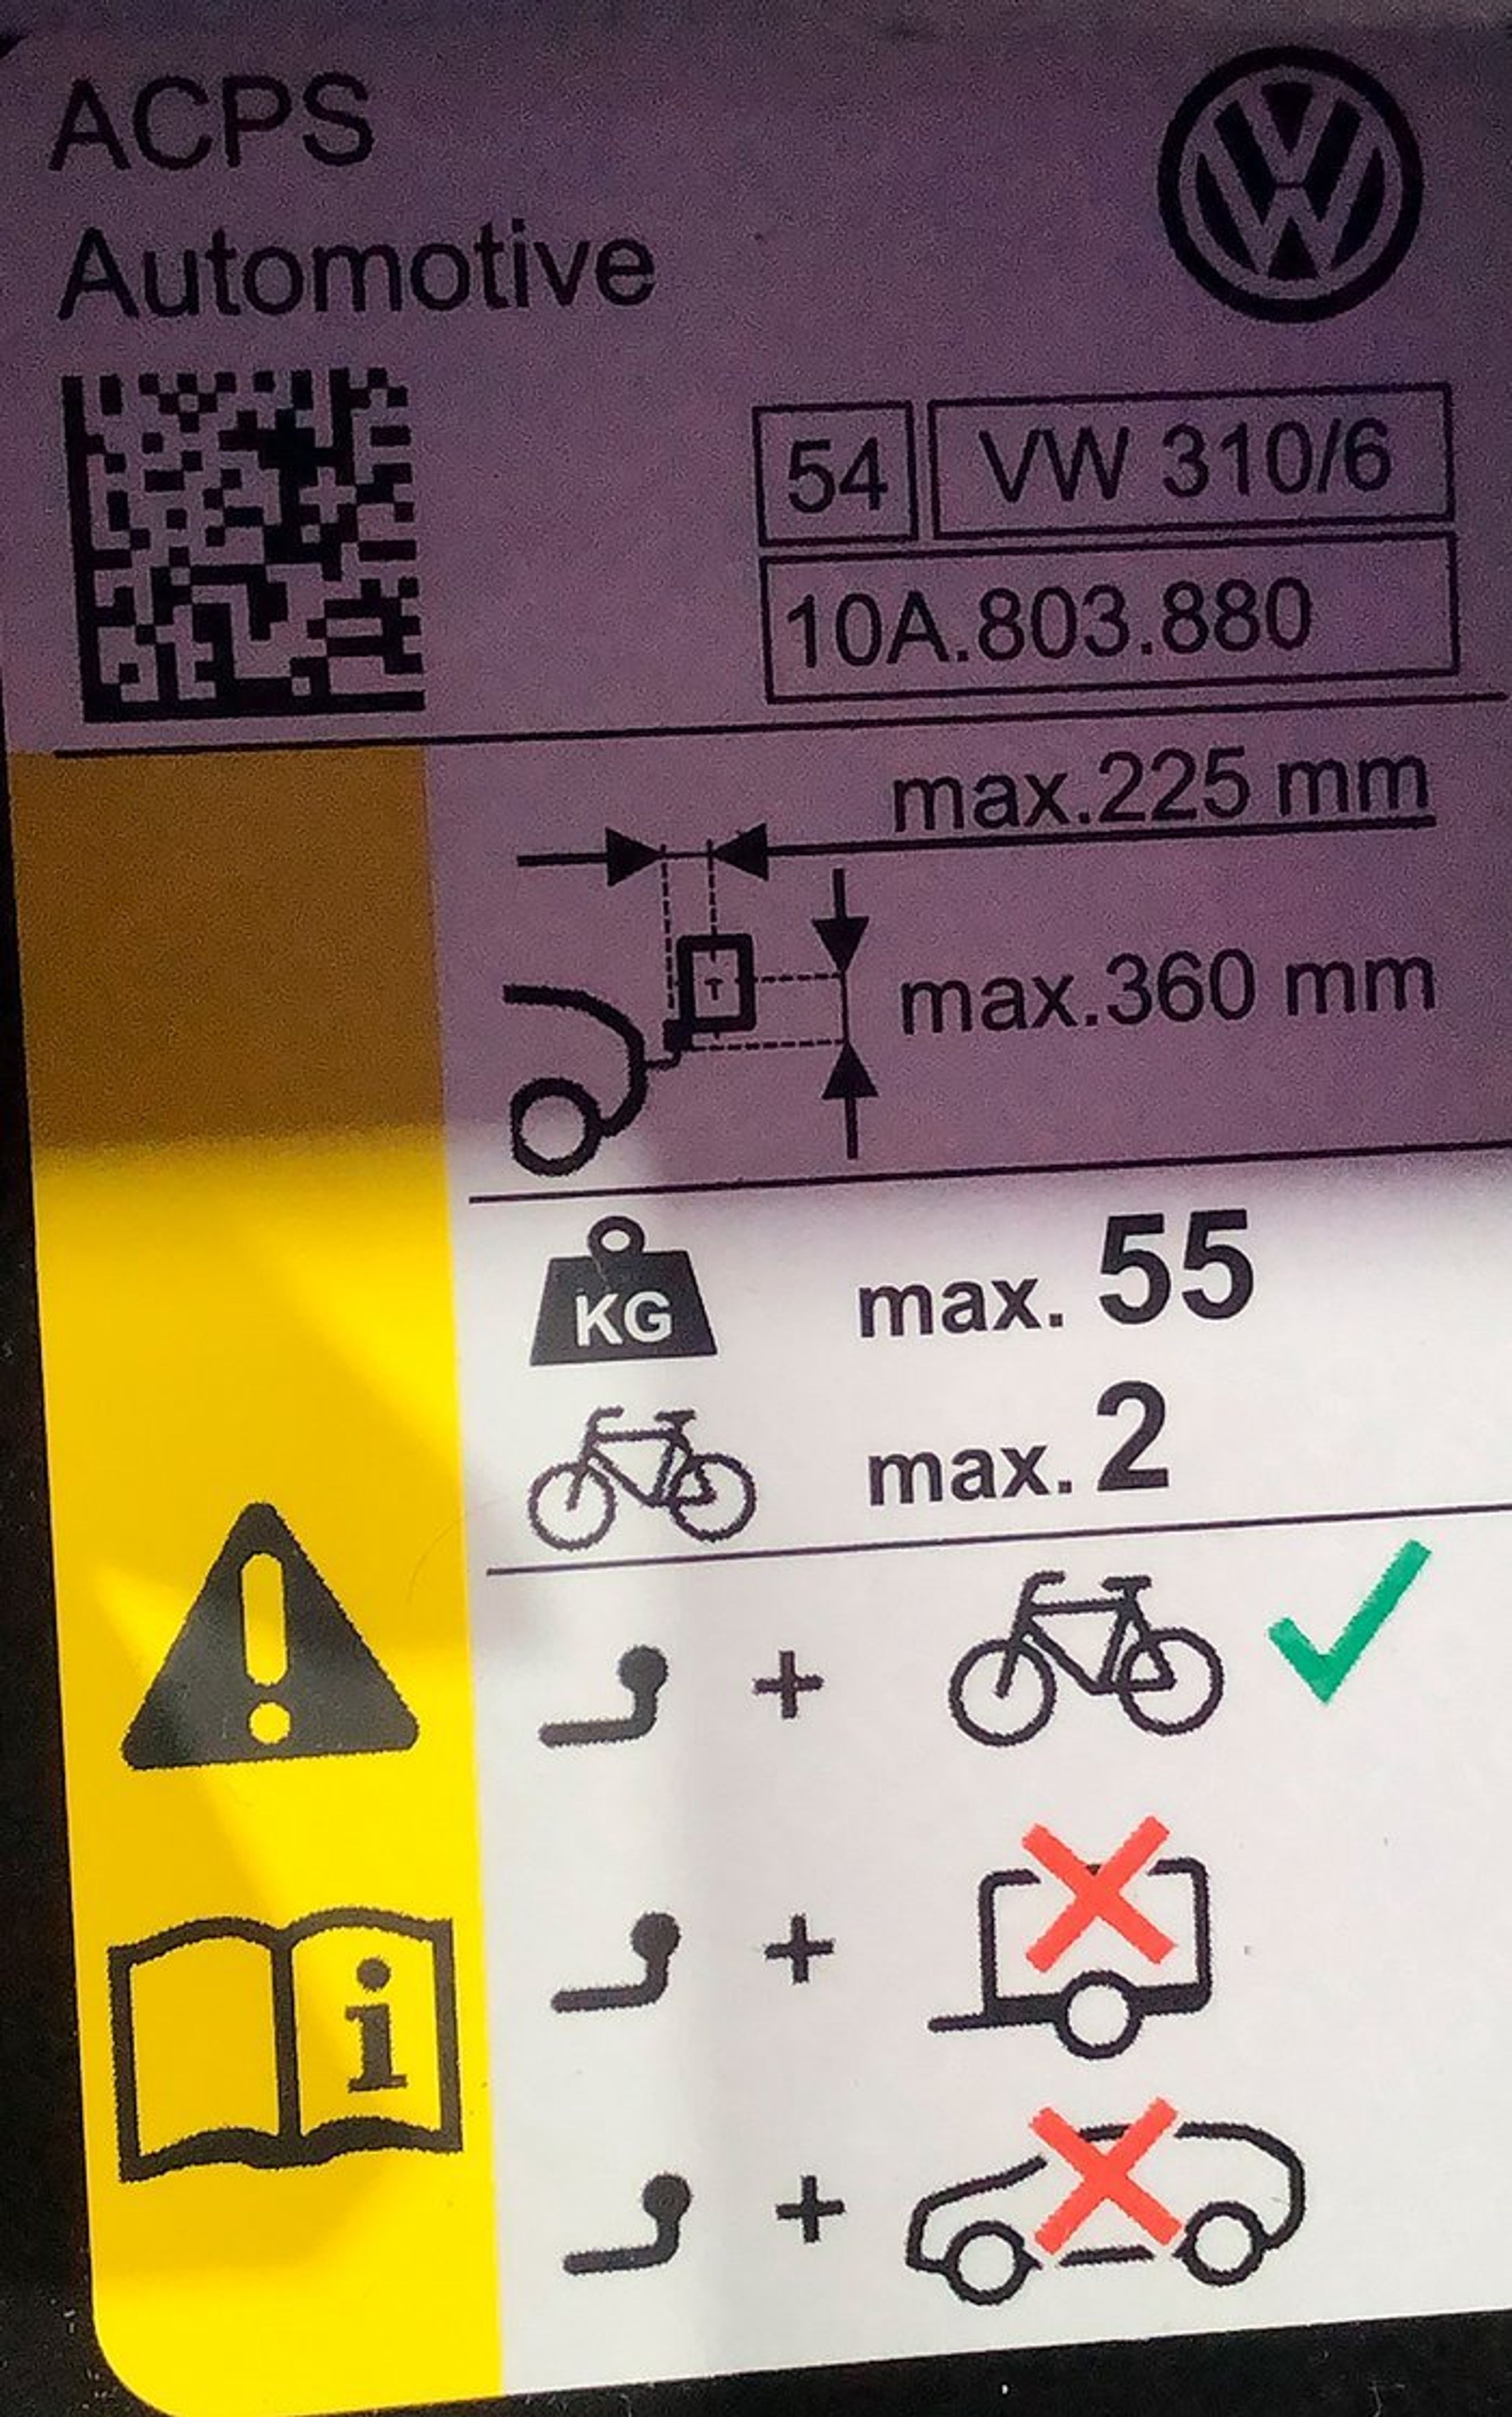 ACPS
Automotive
VW
54 VW 310/6
10A.803.880
max.225 mm
T
max.360 mm
KG max. 55
max. 2
i